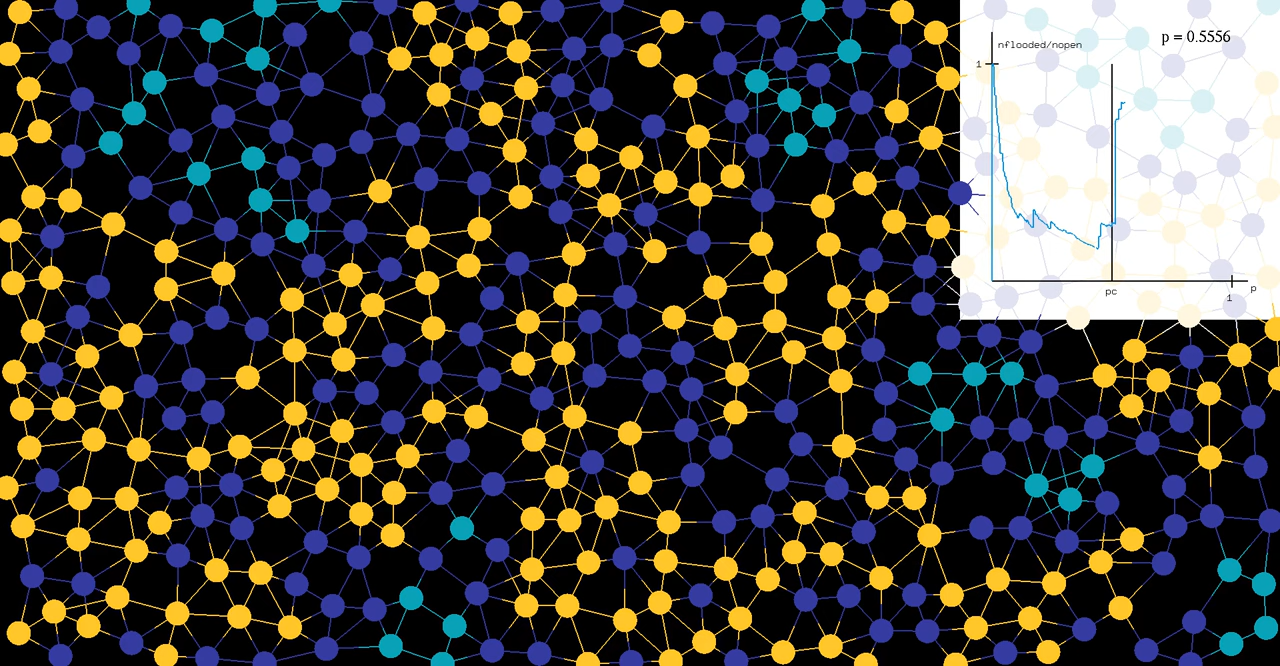 p = 0.5556
nflooded/nopen
1
pc
1
p